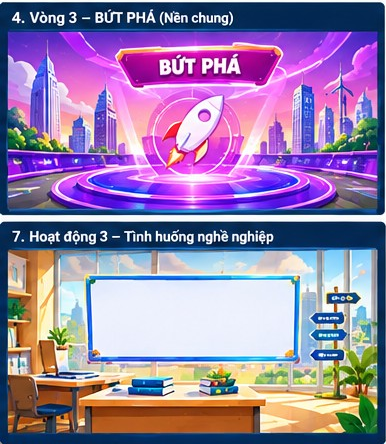 4. Vòng 3 – BỨT PHÁ (Nền chung)
BỨT PHÁ
7. Hoạt động 3 – Tình huống nghề nghiệp